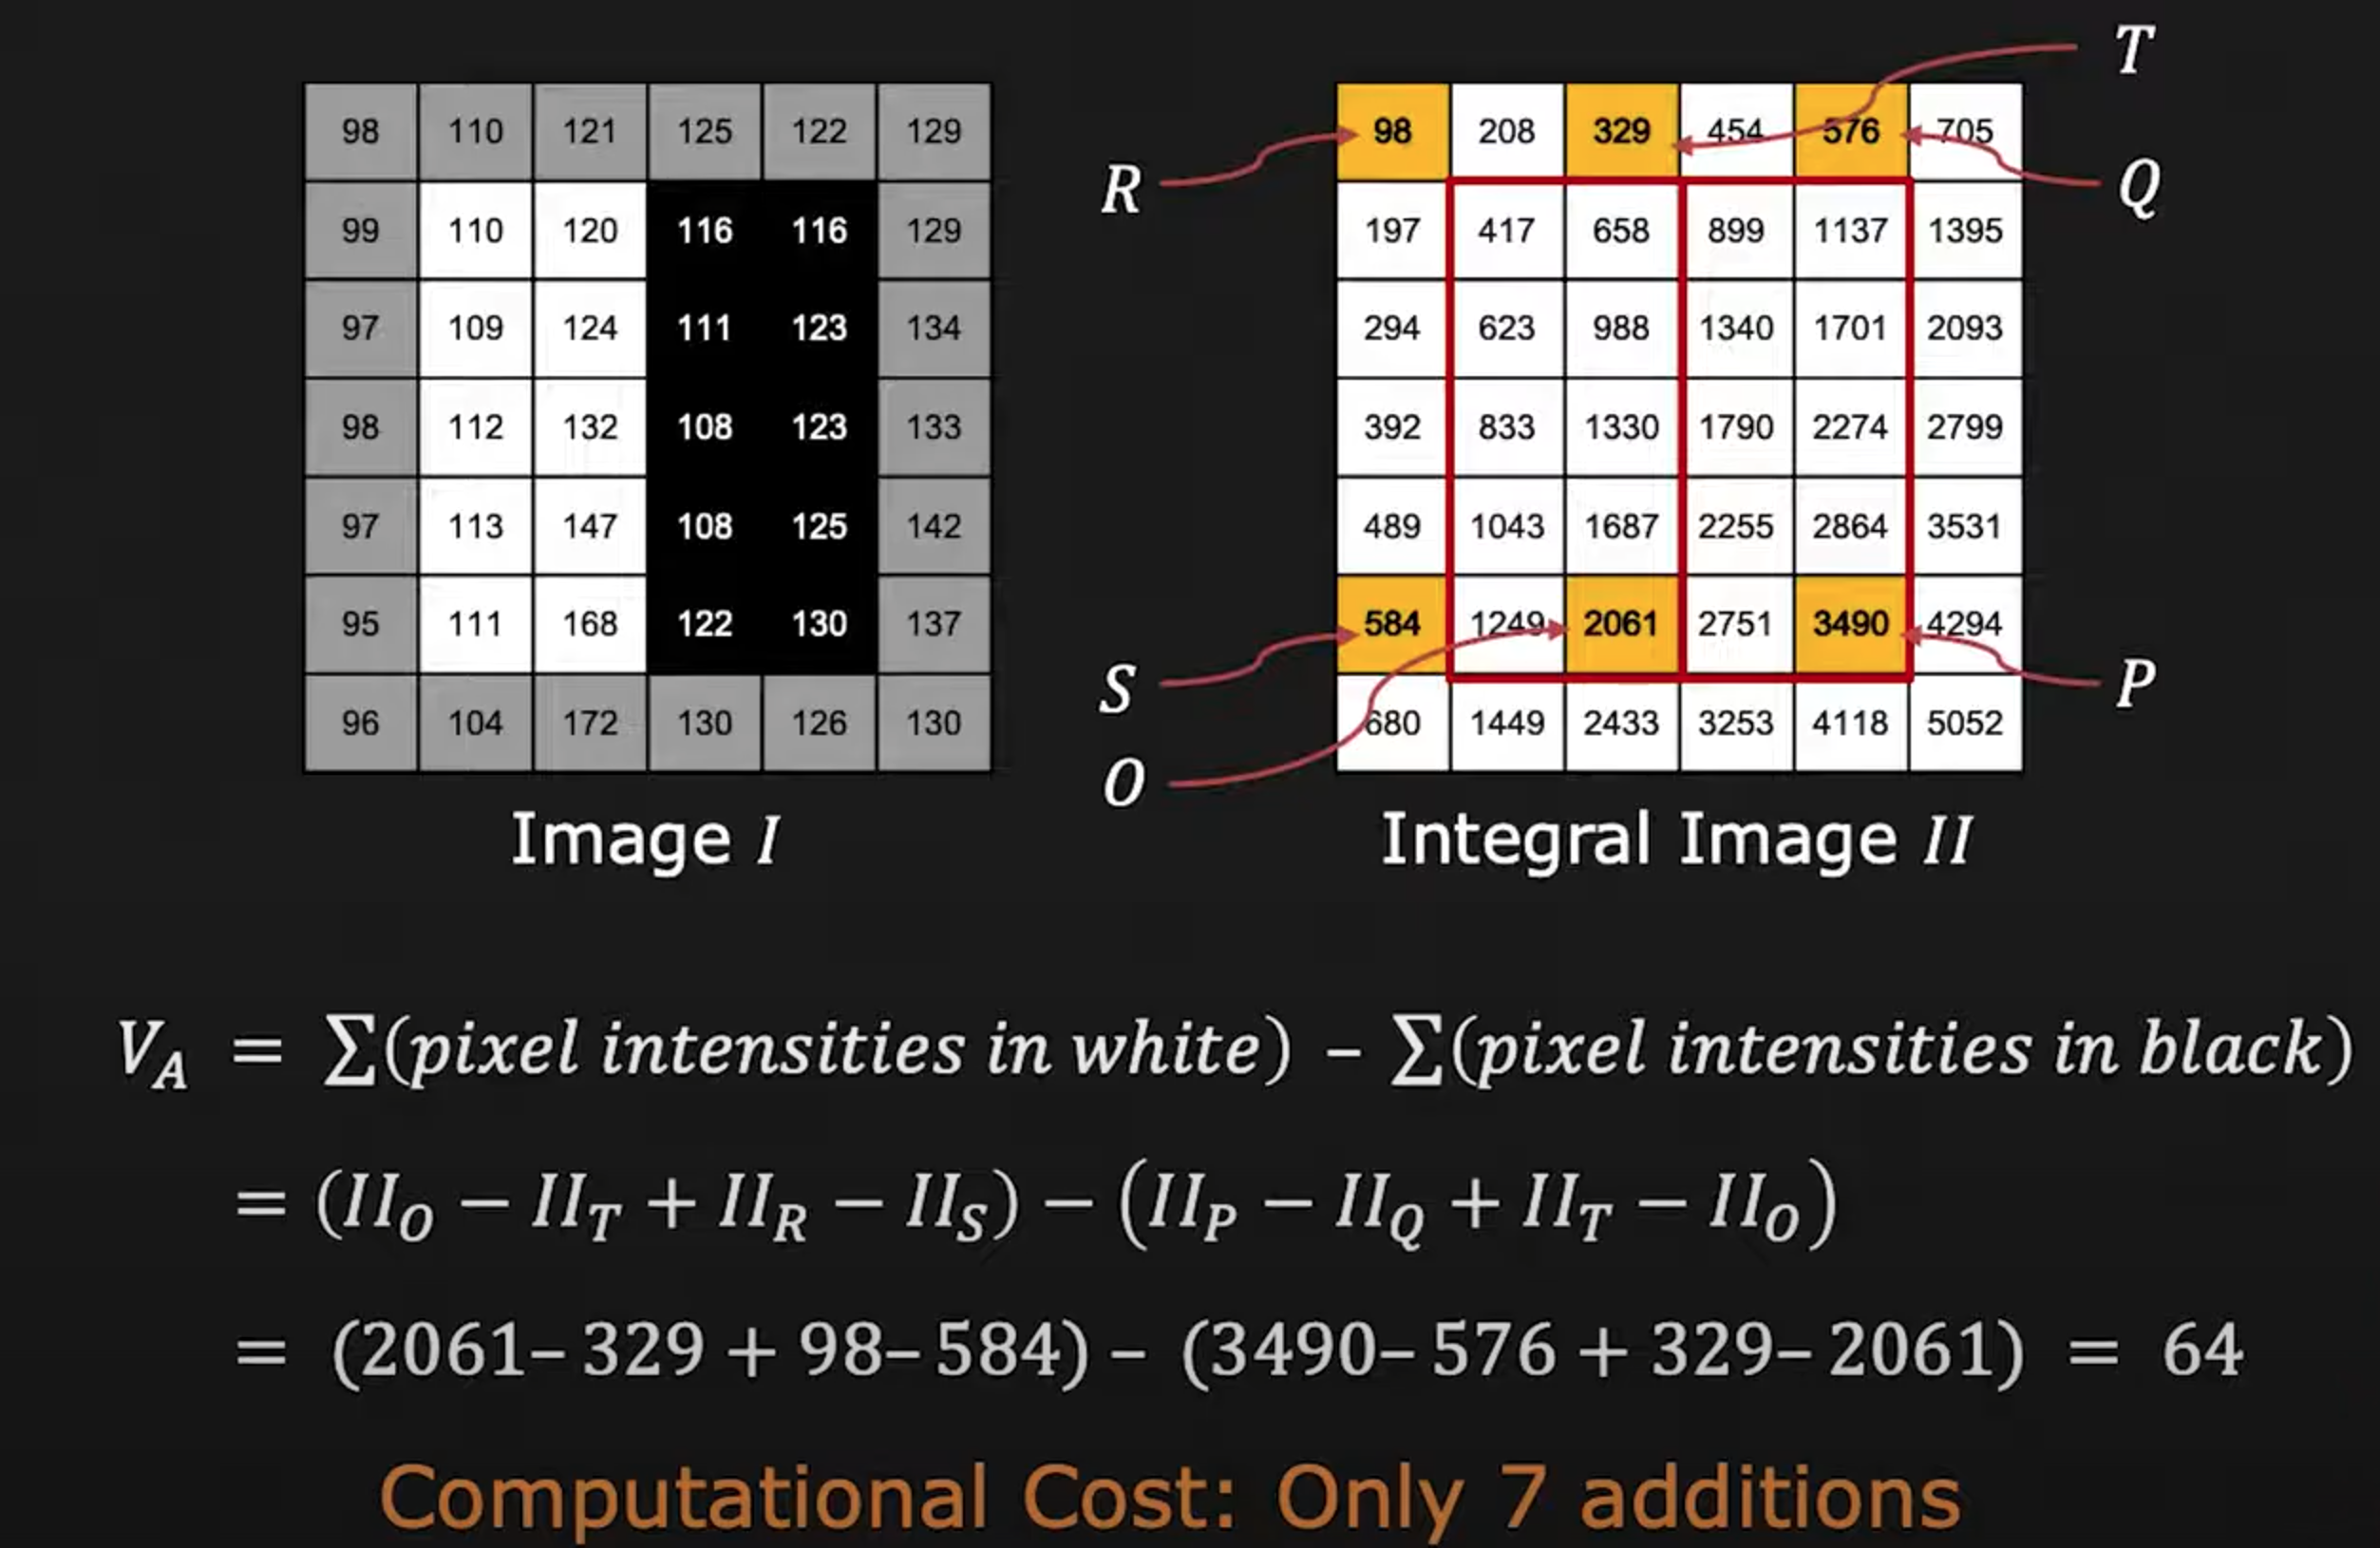 T
98 110 121 125 122 129
98 208 329 454 576 705
R
Q
99 110 120 116 116 129
197 417 658 899 1137 1395
97 109 124 111 123 134
294 623 988 1340 1701 2093
98 112 132 108 123 133
392 833 1330 1790 2274 2799
97 113 147 108 125 142
489 1043 1687 2255 2864 3531
95 111 168 122 130 137
584 1249 2061 2751 3490 4294
S
P
96 104 172 130 126 130
680 1449 2433 3253 4118 5052
O
Image I
Integral Image II
V_A = ∑(pixel intensities in white) – ∑(pixel intensities in black)
= (II_O − II_T + II_R − II_S) − (II_P − II_Q + II_T − II_O)
= (2061– 329 + 98– 584) – (3490– 576 + 329– 2061) = 64
Computational Cost: Only 7 additions